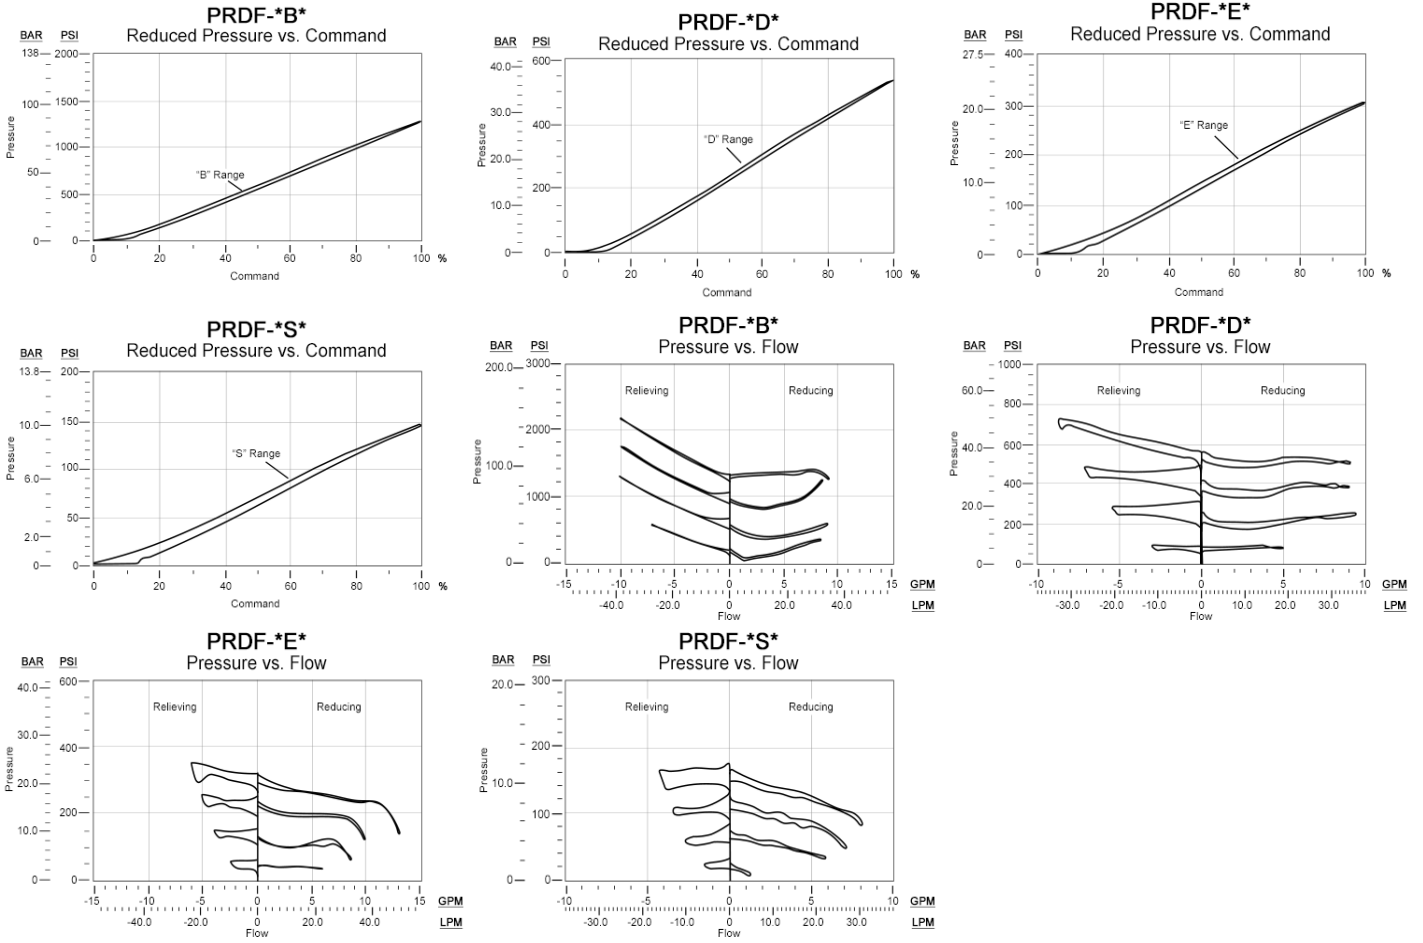 PRDF-*B*
Reduced Pressure vs. Command
BAR PSI
138 2000
1500
100
1000
50
500
0 0
Pressure
"B" Range
0 20 40 60 80 100 %
Command
PRDF-*D*
Reduced Pressure vs. Command
BAR PSI
600
40.0
30.0
400
20.0
200
10.0
0 0
Pressure
"D" Range
0 20 40 60 80 100 %
Command
PRDF-*E*
Reduced Pressure vs. Command
BAR PSI
27.5 400
20.0 300
200
10.0
100
0 0
Pressure
"E" Range
0 20 40 60 80 100 %
Command
PRDF-*S*
Reduced Pressure vs. Command
BAR PSI
13.8 200
10.0 150
100
6.0
50
2.0
0 0
Pressure
"S" Range
0 20 40 60 80 100 %
Command
PRDF-*B*
Pressure vs. Flow
BAR PSI
200.0 3000
2000
100.0
1000
0 0
Pressure
Relieving Reducing
-15 -10 -5 0 5 10 15 GPM
-40.0 -20.0 0 20.0 40.0 LPM
Flow
PRDF-*D*
Pressure vs. Flow
BAR PSI
1000
60.0
800
40.0 600
400
20.0
200
0 0
Pressure
Relieving Reducing
-10 -5 0 5 10 GPM
-30.0 -20.0 -10.0 0 10.0 20.0 30.0 LPM
Flow
PRDF-*E*
Pressure vs. Flow
BAR PSI
40.0 600
30.0
400
20.0
200
10.0
0 0
Pressure
Relieving Reducing
-15 -10 -5 0 5 10 15 GPM
-40.0 -20.0 0 20.0 40.0 LPM
Flow
PRDF-*S*
Pressure vs. Flow
BAR PSI
20.0 300
200
10.0
100
0 0
Pressure
Relieving Reducing
-10 -5 0 5 10 GPM
-30.0 -20.0 -10.0 0 10.0 20.0 30.0 LPM
Flow